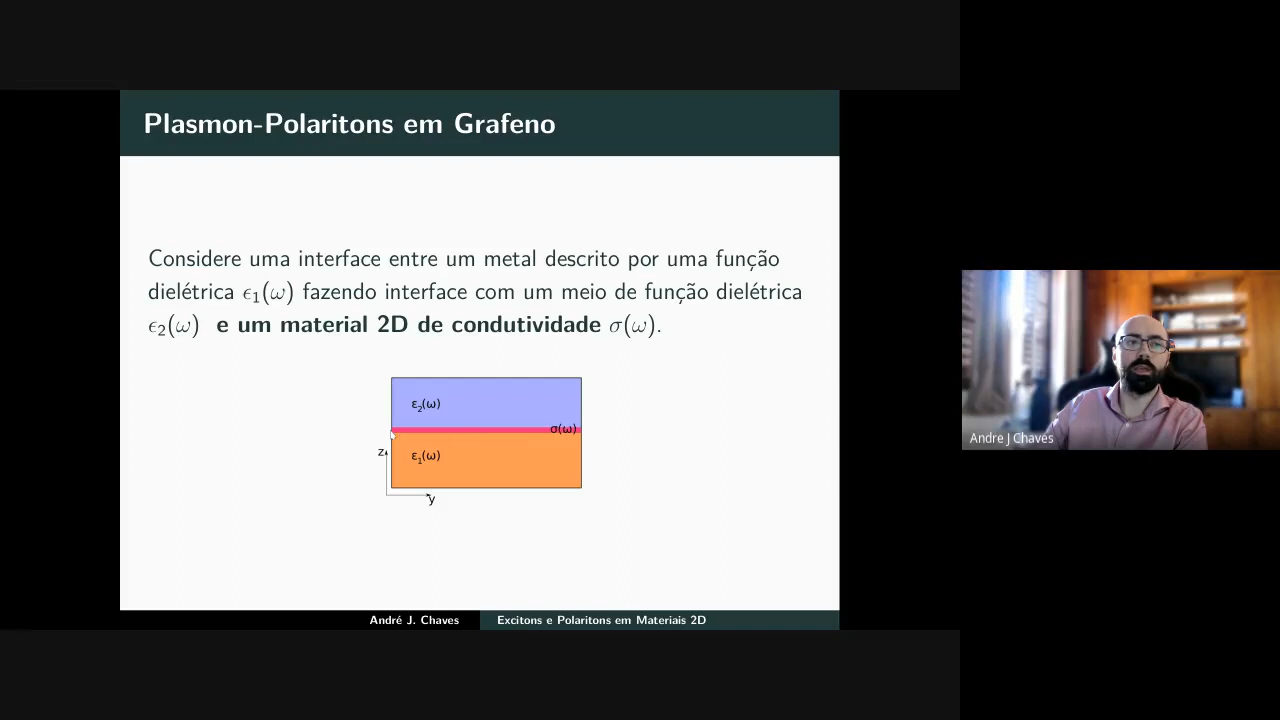 Plasmon-Polaritons em Grafeno
Considere uma interface entre um metal descrito por uma função
dielétrica ϵ₁(ω) fazendo interface com um meio de função dielétrica
ϵ₂(ω) e um material 2D de condutividade σ(ω).
ε₂(ω)
σ(ω)
ε₁(ω)
z
y
André J. Chaves
Excitons e Polaritons em Materiais 2D
Andre J Chaves